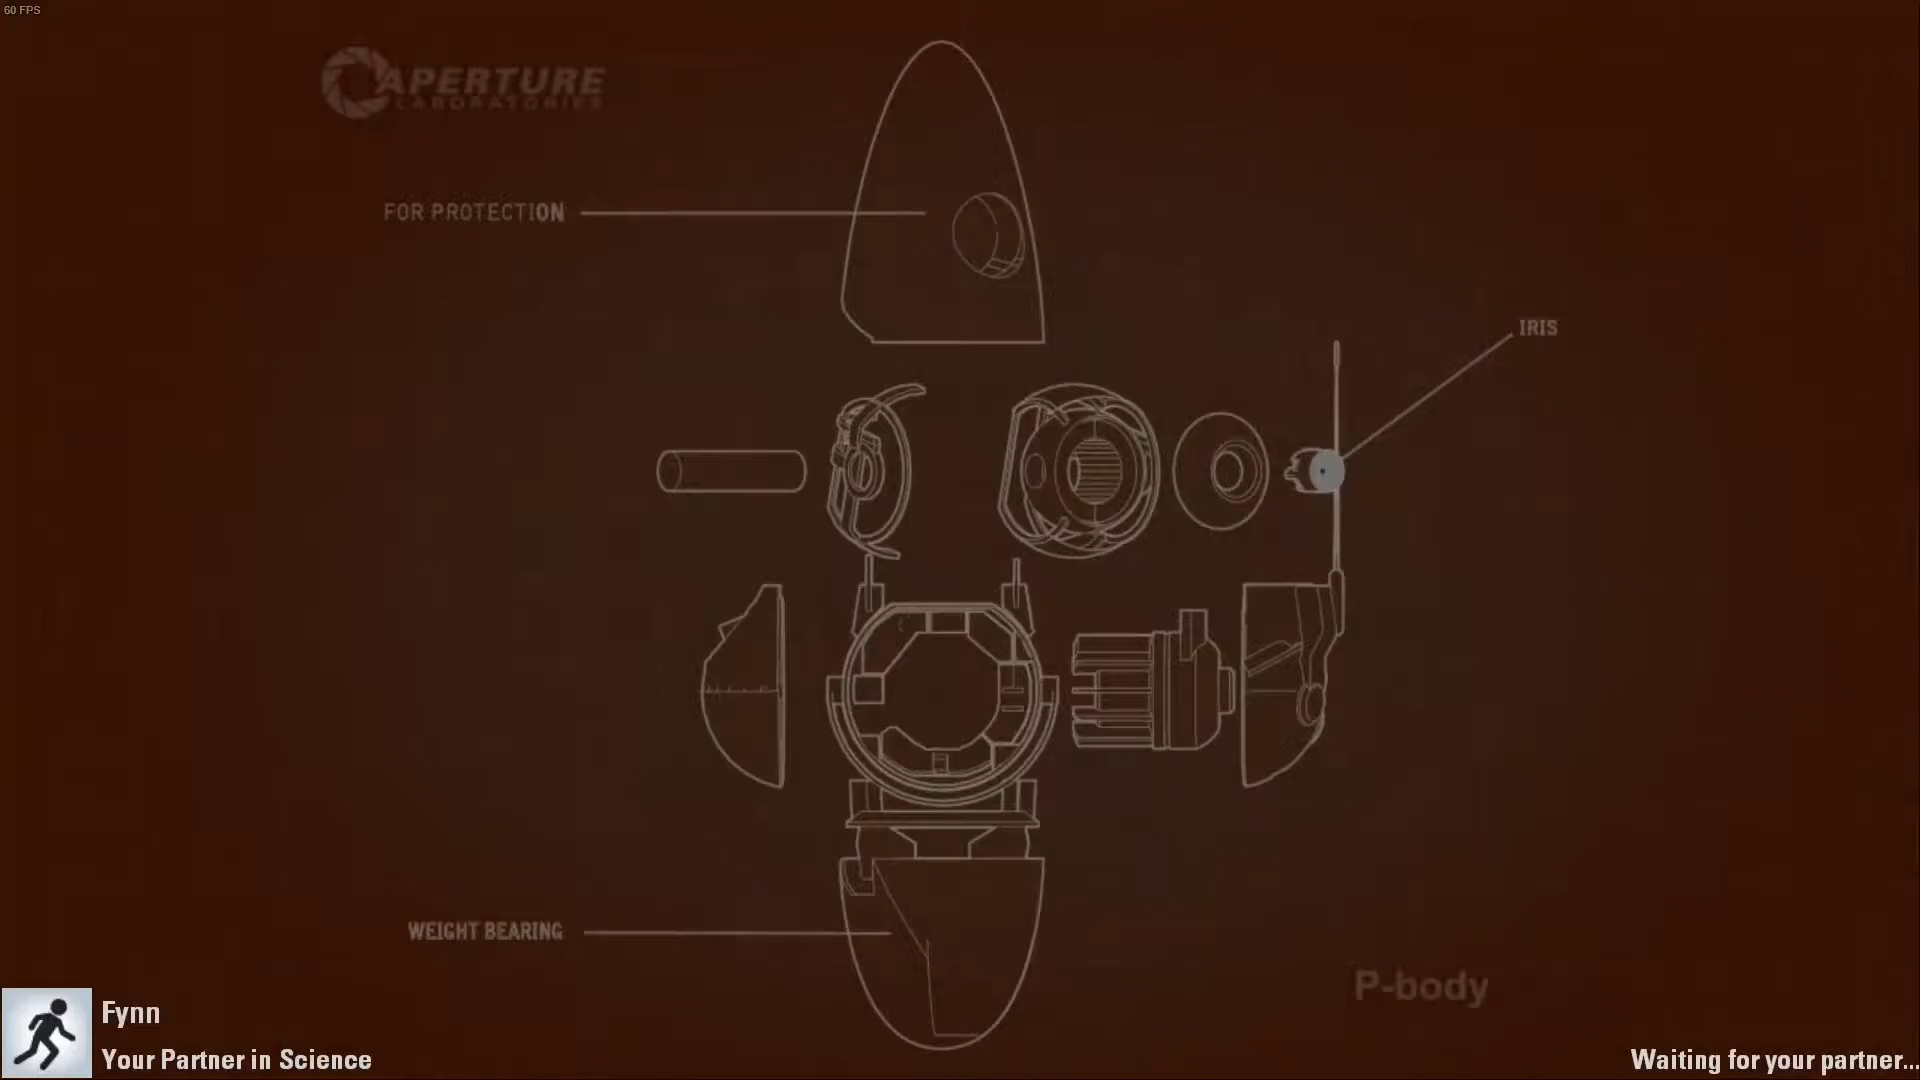 60 FPS
APERTURE
LABORATORIES
FOR PROTECTION
IRIS
WEIGHT BEARING
P-body
Fynn
Your Partner in Science
Waiting for your partner...